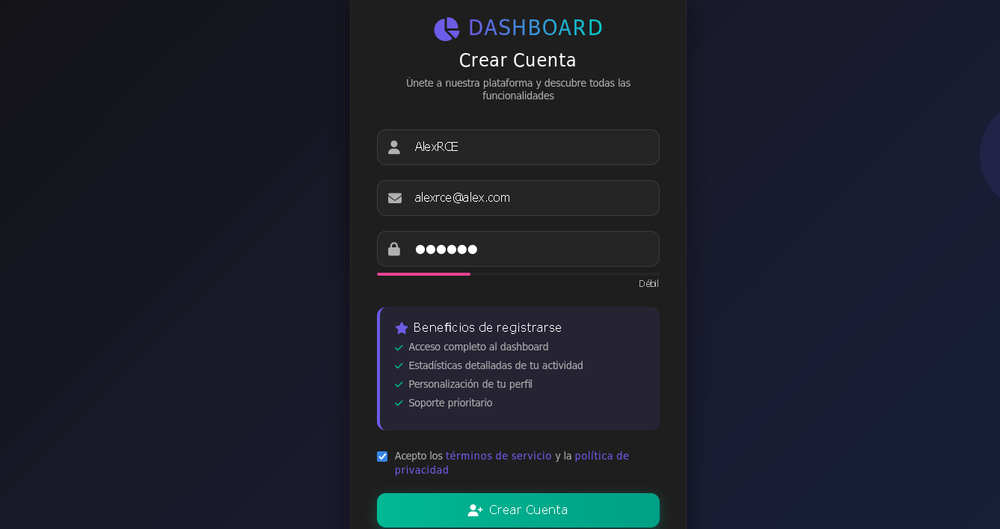 DASHBOARD
Crear Cuenta
Únete a nuestra plataforma y descubre todas las
funcionalidades
AlexRCE
alexrce@alex.com
●●●●●●
Débil
Beneficios de registrarse
Acceso completo al dashboard
Estadísticas detalladas de tu actividad
Personalización de tu perfil
Soporte prioritario
Acepto los términos de servicio y la política de
privacidad
Crear Cuenta